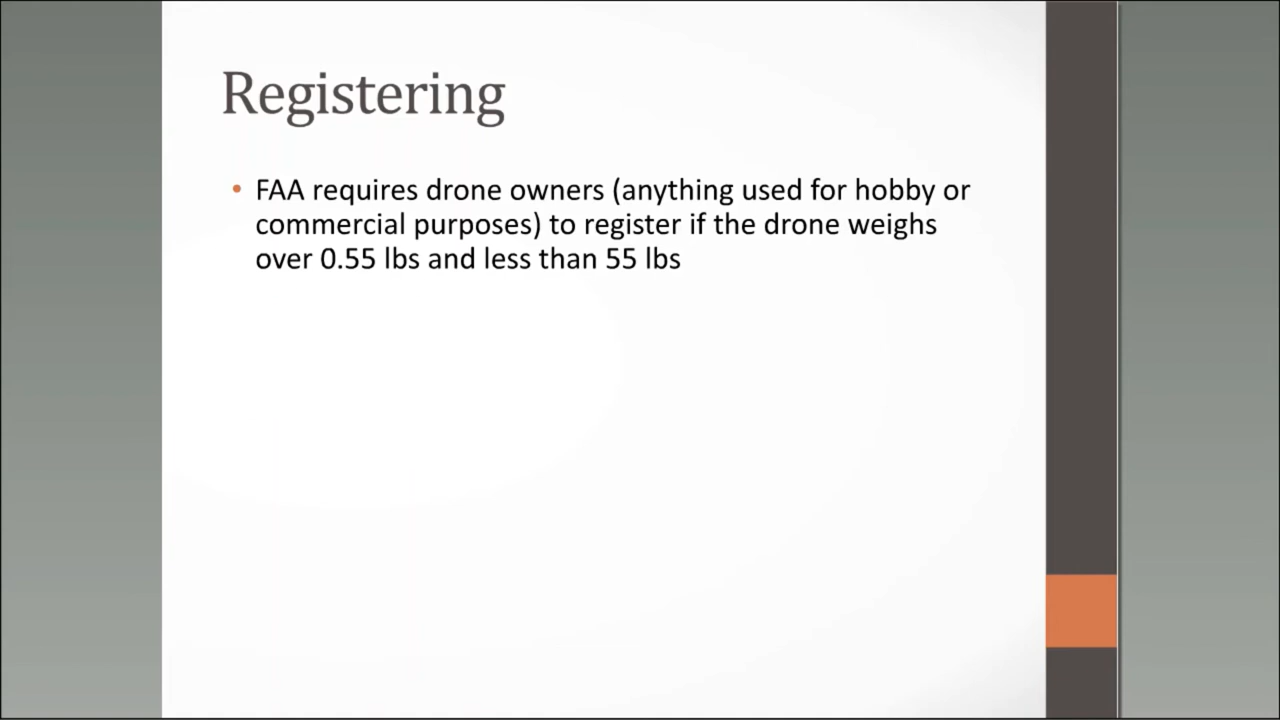 Registering
• FAA requires drone owners (anything used for hobby or
commercial purposes) to register if the drone weighs
over 0.55 lbs and less than 55 lbs